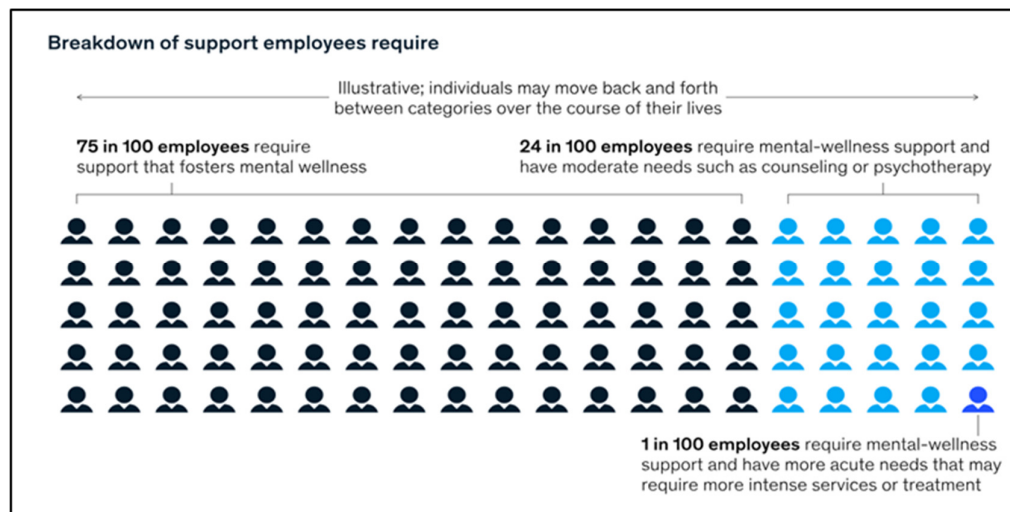 Breakdown of support employees require
Illustrative; individuals may move back and forth
between categories over the course of their lives
75 in 100 employees require
support that fosters mental wellness
24 in 100 employees require mental-wellness support and
have moderate needs such as counseling or psychotherapy
1 in 100 employees require mental-wellness
support and have more acute needs that may
require more intense services or treatment